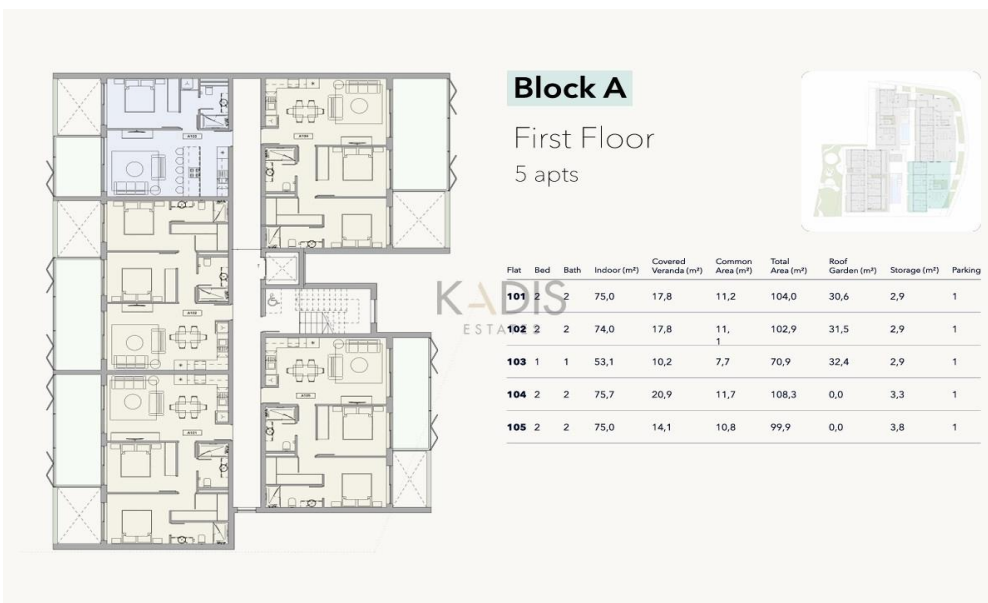 Block A
First Floor
5 apts
Flat Bed Bath Indoor (m²) Covered Veranda (m²) Common Area (m²) Total Area (m²) Roof Garden (m²) Storage (m²) Parking
101 2 2 75,0 17,8 11,2 104,0 30,6 2,9 1
102 2 2 74,0 17,8 11,1 102,9 31,5 2,9 1
103 1 1 53,1 10,2 7,7 70,9 32,4 2,9 1
104 2 2 75,7 20,9 11,7 108,3 0,0 3,3 1
105 2 2 75,0 14,1 10,8 99,9 0,0 3,8 1
KADIS
A104